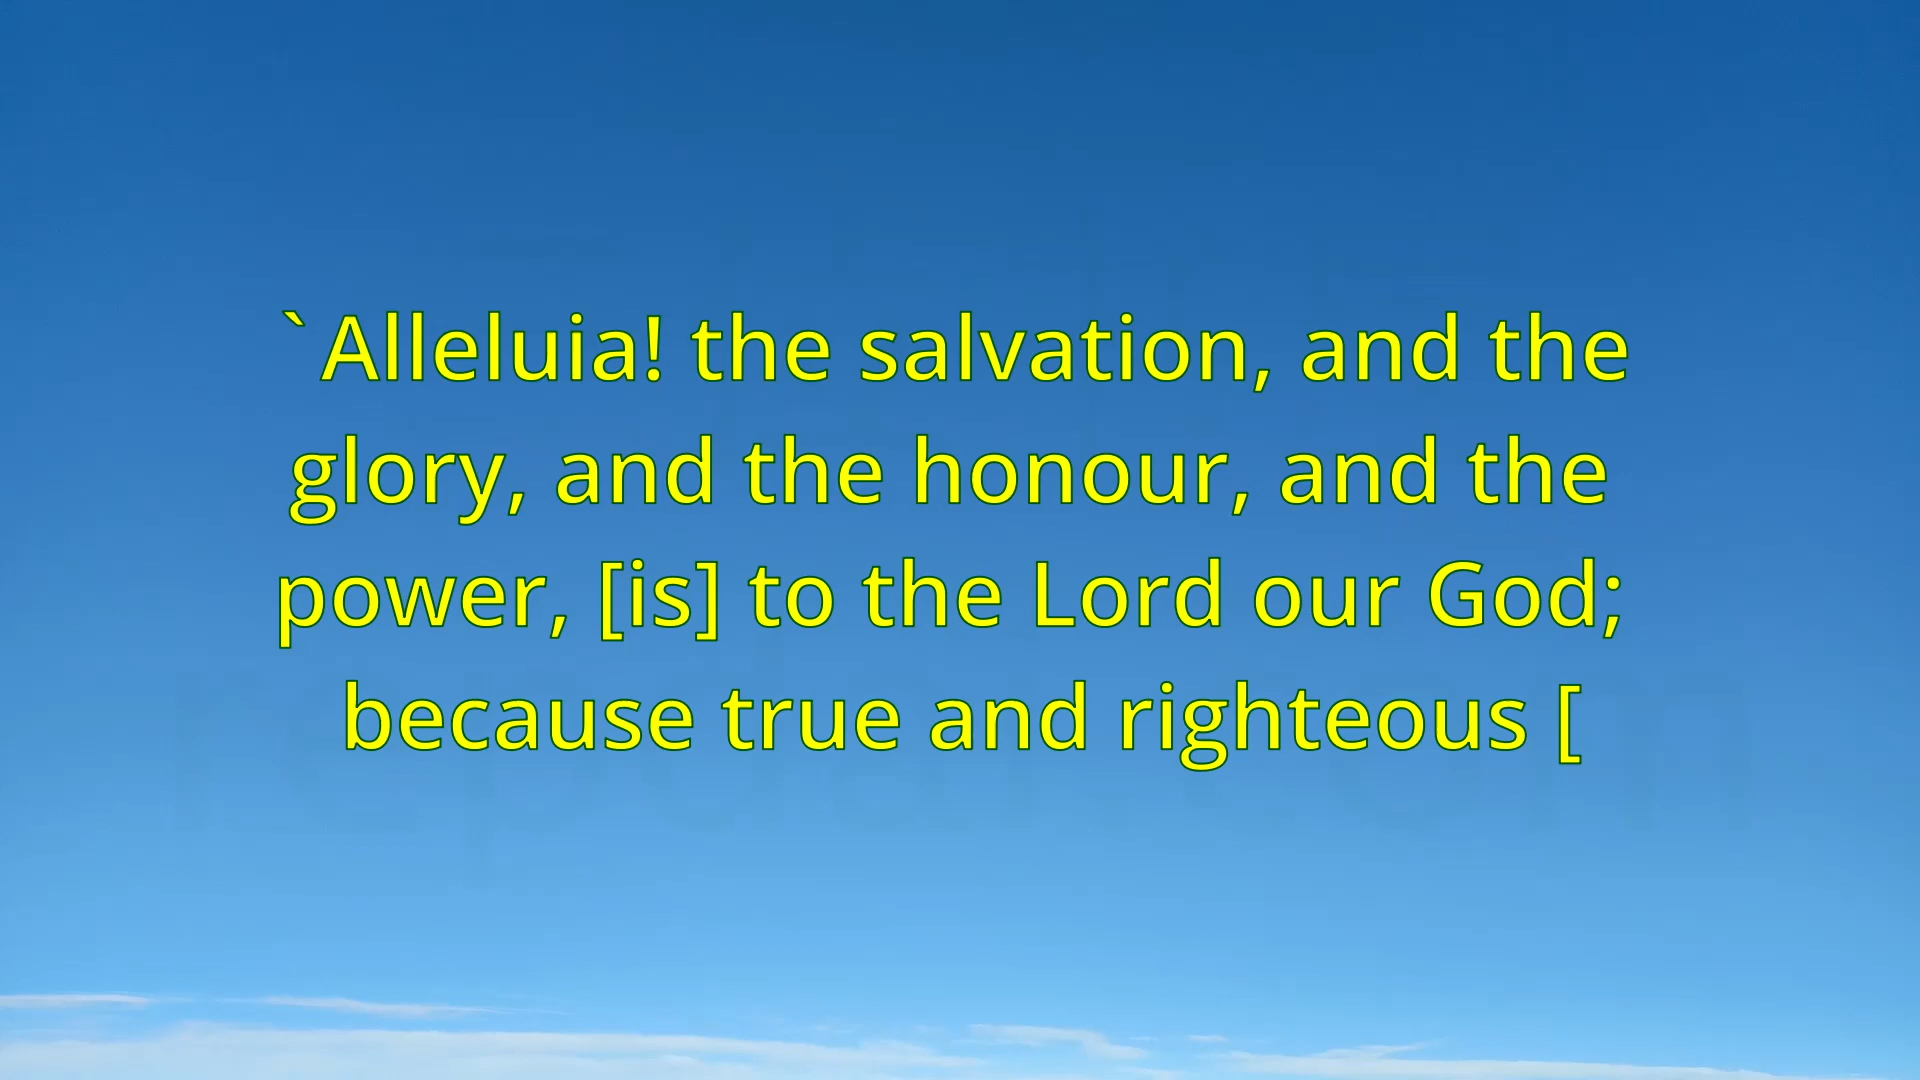 `Alleluia! the salvation, and the
glory, and the honour, and the
power, [is] to the Lord our God;
because true and righteous [